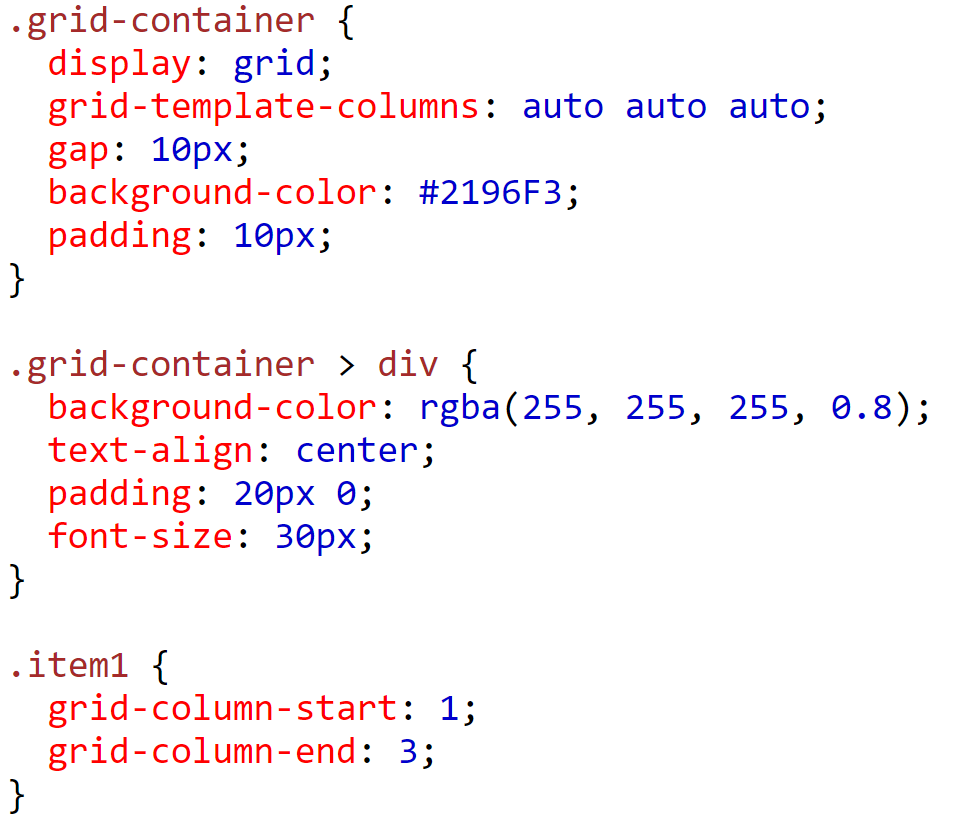 .grid-container {
  display: grid;
  grid-template-columns: auto auto auto;
  gap: 10px;
  background-color: #2196F3;
  padding: 10px;
}

.grid-container > div {
  background-color: rgba(255, 255, 255, 0.8);
  text-align: center;
  padding: 20px 0;
  font-size: 30px;
}

.item1 {
  grid-column-start: 1;
  grid-column-end: 3;
}